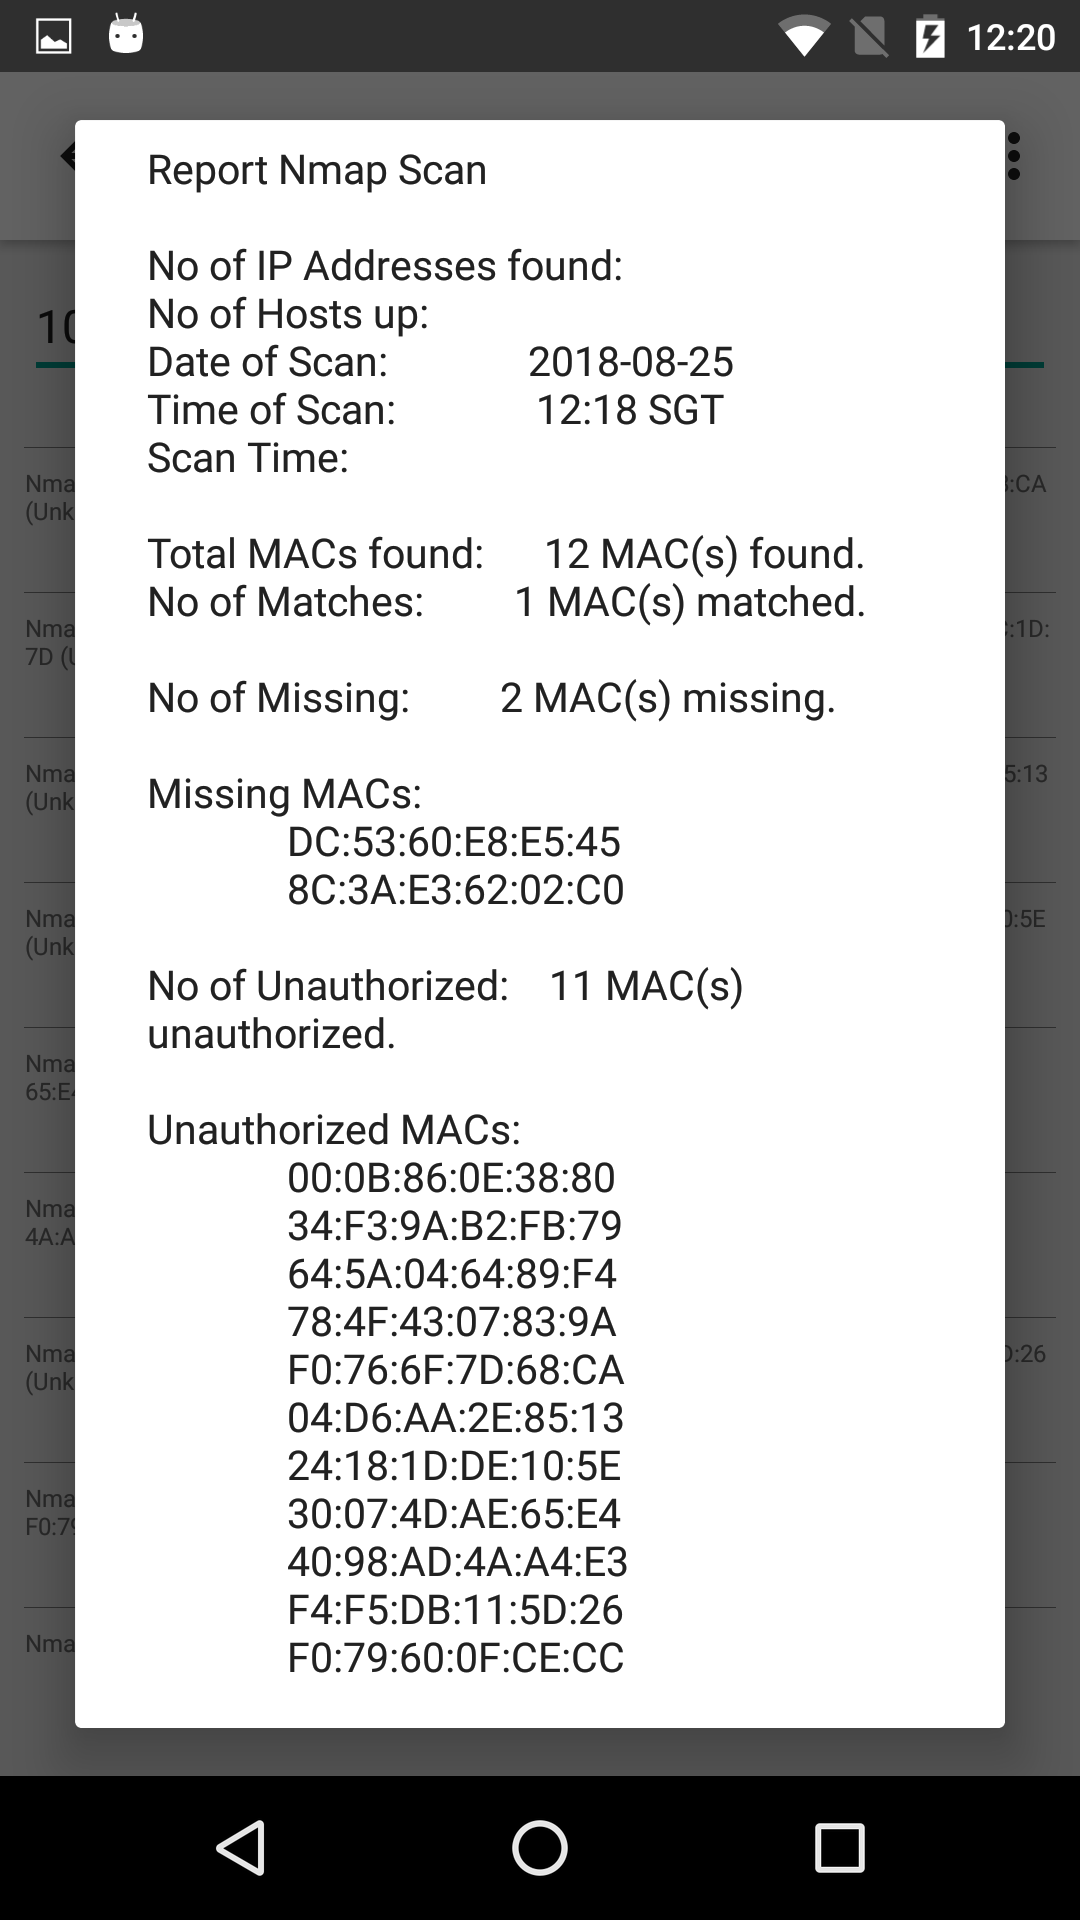 12:20
Report Nmap Scan
No of IP Addresses found:
No of Hosts up:
Date of Scan: 2018-08-25
Time of Scan: 12:18 SGT
Scan Time:
Total MACs found: 12 MAC(s) found.
No of Matches: 1 MAC(s) matched.
No of Missing: 2 MAC(s) missing.
Missing MACs:
DC:53:60:E8:E5:45
8C:3A:E3:62:02:C0
No of Unauthorized: 11 MAC(s)
unauthorized.
Unauthorized MACs:
00:0B:86:0E:38:80
34:F3:9A:B2:FB:79
64:5A:04:64:89:F4
78:4F:43:07:83:9A
F0:76:6F:7D:68:CA
04:D6:AA:2E:85:13
24:18:1D:DE:10:5E
30:07:4D:AE:65:E4
40:98:AD:4A:A4:E3
F4:F5:DB:11:5D:26
F0:79:60:0F:CE:CC